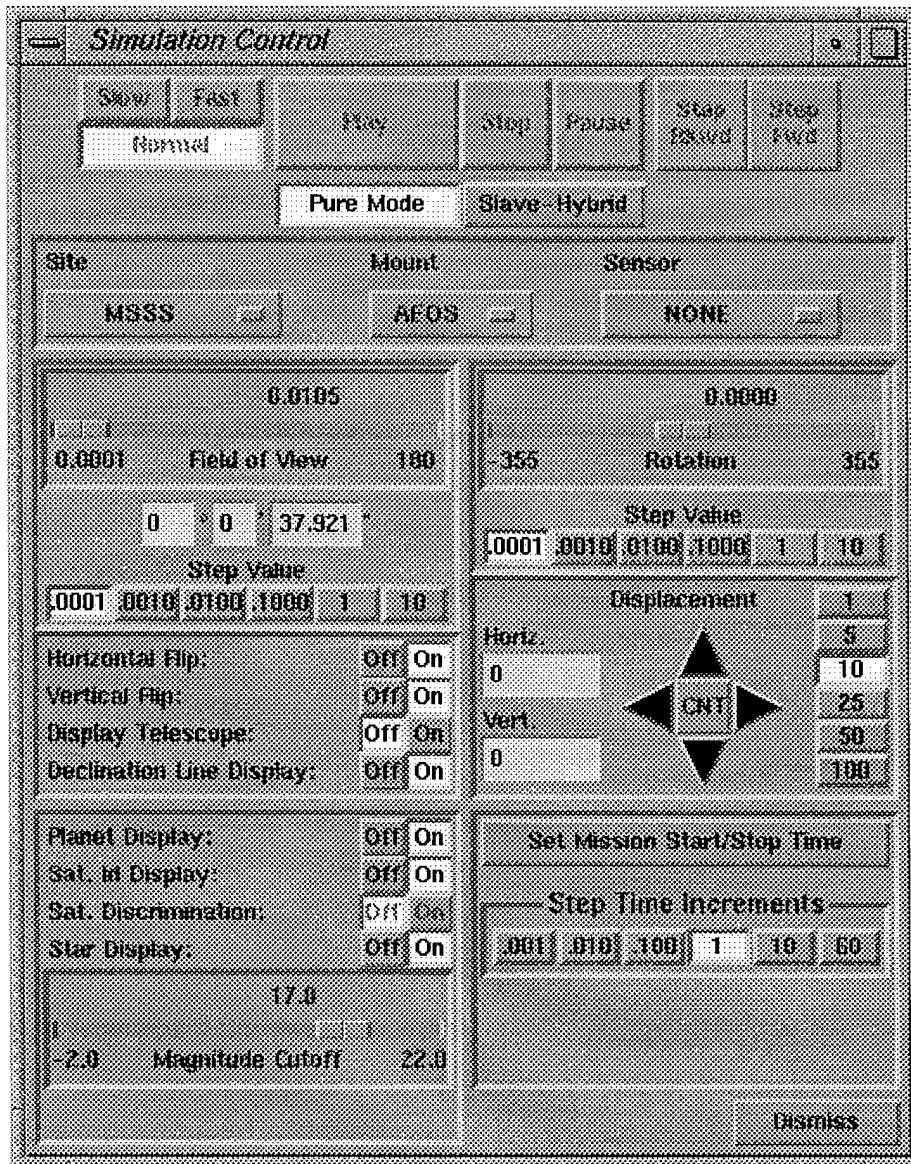 Simulation Control
Slow Fast
Normal
Play Stop Pause Step Bkwd Step Fwd
Pure Mode Slave-Hybrid
Site Mount Sensor
MSSS AEOS NONE
0.0105
0.0001 Field of View 180
0 ° 0 ' 37.921 "
Step Value
.0001 .0010 .0100 .1000 1 10
0.0000
-355 Rotation 355
Step Value
.0001 .0010 .0100 .1000 1 10
Horizontal Flip: Off On
Vertical Flip: Off On
Display Telescope: Off On
Declination Line Display: Off On
Displacement
Horiz.
0
Vert.
0
CNT
1
5
10
25
50
100
Planet Display: Off On
Sat. In Display: Off On
Sat. Discrimination: Off On
Star Display: Off On
17.0
-2.0 Magnitude Cutoff 22.0
Set Mission Start/Stop Time
Step Time Increments
.001 .010 .100 1 10 60
Dismiss